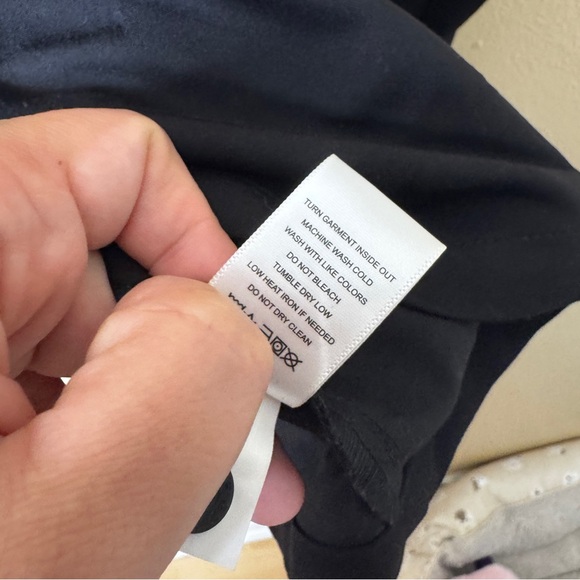 TURN GARMENT INSIDE OUT
MACHINE WASH COLD
WASH WITH LIKE COLORS
DO NOT BLEACH
TUMBLE DRY LOW
LOW HEAT IRON IF NEEDED
DO NOT DRY CLEAN